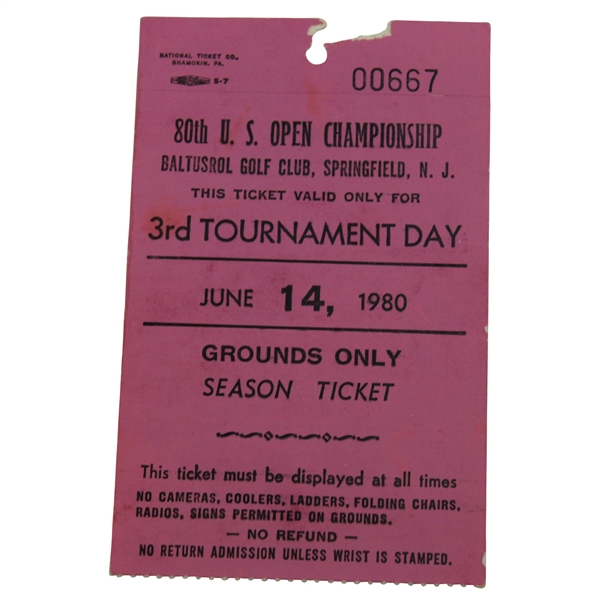 NATIONAL TICKET CO.
SHAMOKIN, PA.
S-7
00667
80th U. S. OPEN CHAMPIONSHIP
BALTUSROL GOLF CLUB, SPRINGFIELD, N. J.
THIS TICKET VALID ONLY FOR
3rd TOURNAMENT DAY
JUNE 14, 1980
GROUNDS ONLY
SEASON TICKET
This ticket must be displayed at all times
NO CAMERAS, COOLERS, LADDERS, FOLDING CHAIRS,
RADIOS, SIGNS PERMITTED ON GROUNDS.
— NO REFUND —
NO RETURN ADMISSION UNLESS WRIST IS STAMPED.